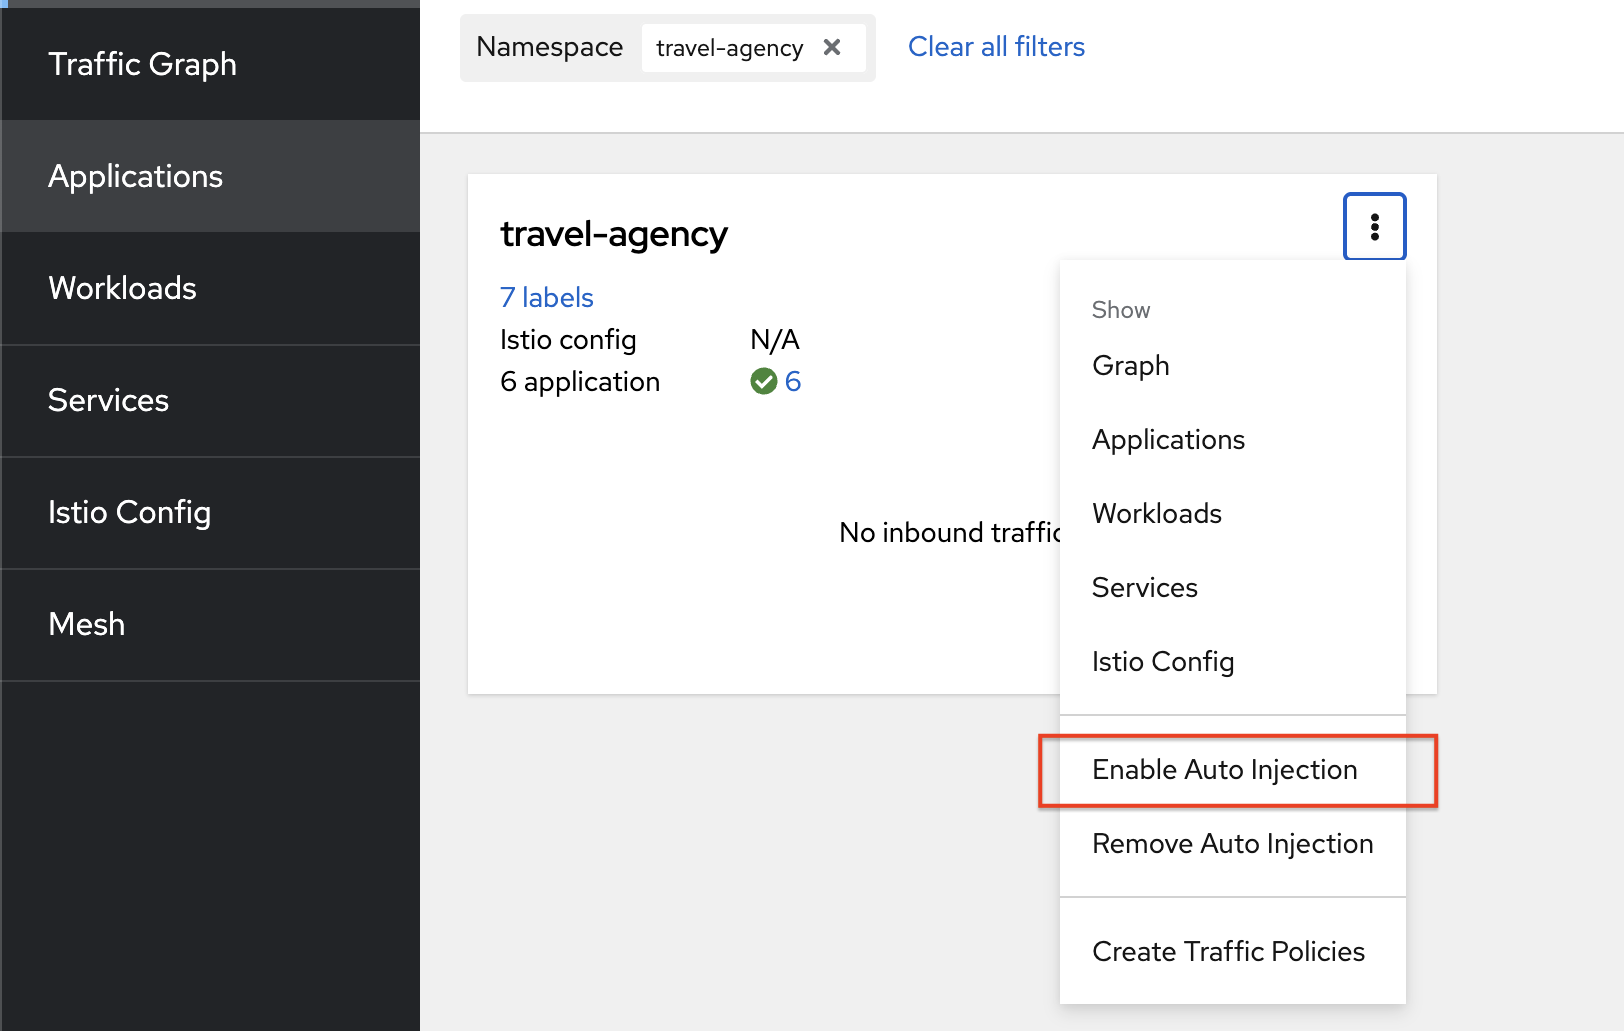 Traffic Graph
Applications
Workloads
Services
Istio Config
Mesh
Namespace travel-agency Clear all filters
travel-agency
7 labels
Istio config N/A
6 application 6
No inbound traffic
Show
Graph
Applications
Workloads
Services
Istio Config
Enable Auto Injection
Remove Auto Injection
Create Traffic Policies